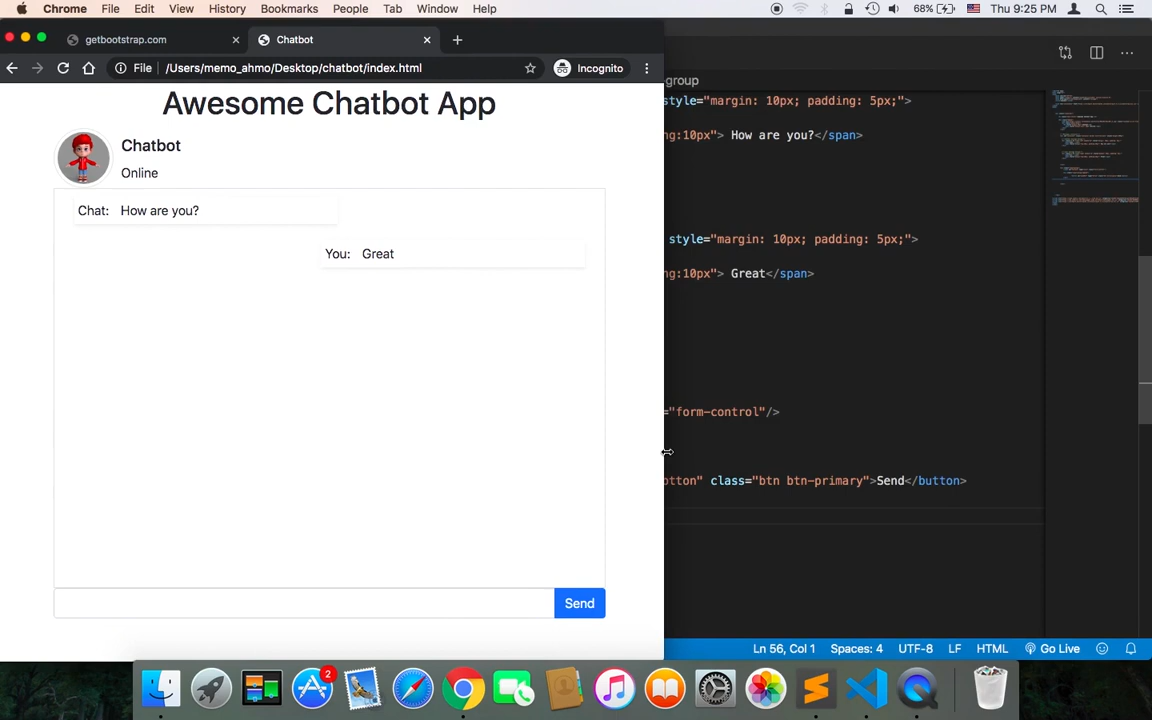 Chrome File Edit View History Bookmarks People Tab Window Help 68% Thu 9:25 PM
getbootstrap.com Chatbot
File /Users/memo_ahmo/Desktop/chatbot/index.html Incognito
group
Awesome Chatbot App
style="margin: 10px; padding: 5px;">
ng:10px"> How are you?</span>
Chatbot
Online
Chat: How are you?
style="margin: 10px; padding: 5px;">
You: Great
ng:10px"> Great</span>
="form-control"/>
otton" class="btn btn-primary">Send</button>
Send
Ln 56, Col 1 Spaces: 4 UTF-8 LF HTML Go Live
2